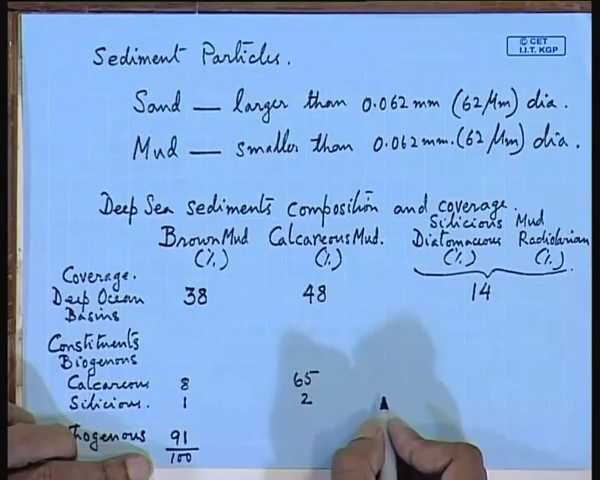 © CET
I.I.T. KGP
Sediment Particles.
Sand — larger than 0.062 mm (62 μm) dia.
Mud — smaller than 0.062 mm. (62 μm) dia.
Deep Sea sediments composition and coverage.
Silicious Mud
Brown Mud Calcareous Mud. Diatomaceous Radiolarian
(%) (%) (%) (%)
Coverage.
Deep Ocean 38 48 14
Basins
Constituents
Biogenous
Calcareous 8 65
Silicious. 1 2
thogenous 91
100